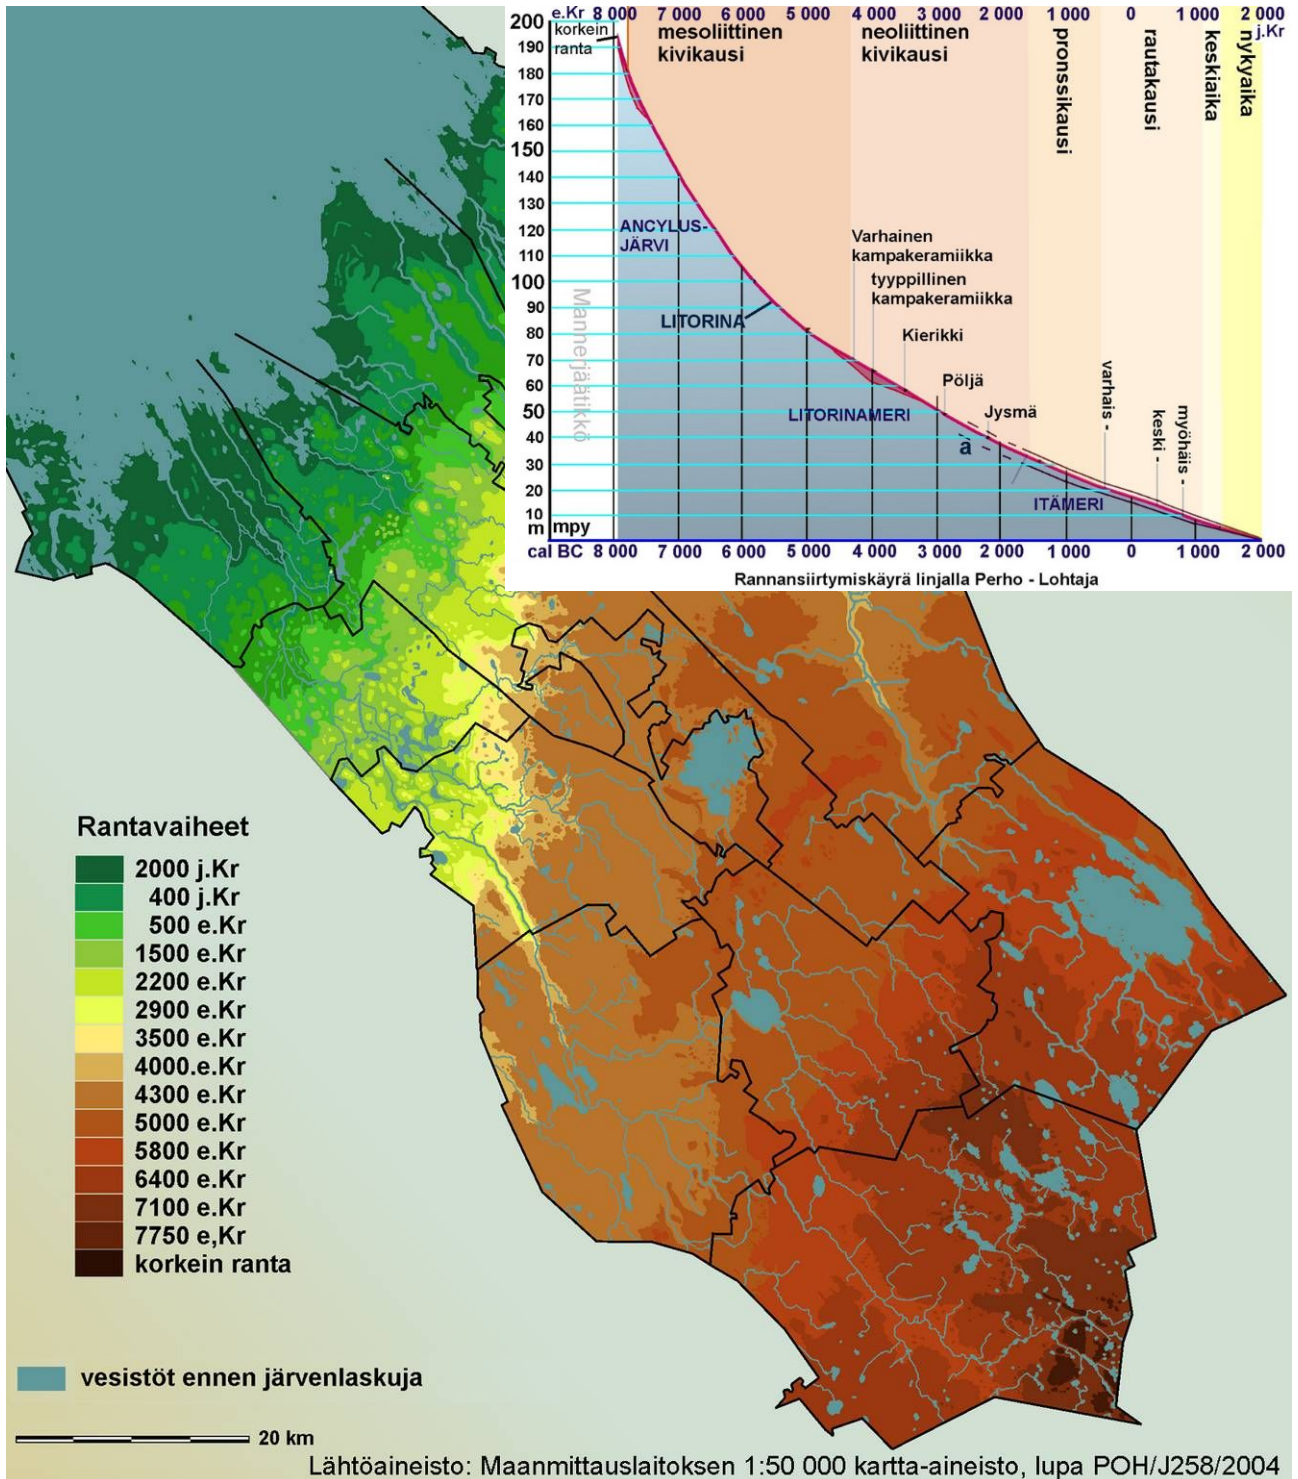 e.Kr 8 000 7 000 6 000 5 000 4 000 3 000 2 000 1 000 0 1 000 2 000
j.Kr
korkein
ranta
mesoliittinen
kivikausi
neoliittinen
kivikausi
pronssikausi
rautakausi
keskiaika
nykyaika
200
190
180
170
160
150
140
130
120
110
100
90
80
70
60
50
40
30
20
10
m mpy
Mannerjäätikkö
ANCYLUS-
JÄRVI
LITORINA
LITORINAMERI
ITÄMERI
Varhainen
kampakeramiikka
tyyppillinen
kampakeramiikka
Kierikki
Pöljä
Jysmä
a
varhais -
keski -
myöhäis -
cal BC 8 000 7 000 6 000 5 000 4 000 3 000 2 000 1 000 0 1 000 2 000
Rannansiirtymiskäyrä linjalla Perho - Lohtaja
Rantavaiheet
2000 j.Kr
400 j.Kr
500 e.Kr
1500 e.Kr
2200 e.Kr
2900 e.Kr
3500 e.Kr
4000.e.Kr
4300 e.Kr
5000 e.Kr
5800 e.Kr
6400 e.Kr
7100 e.Kr
7750 e,Kr
korkein ranta
vesistöt ennen järvenlaskuja
20 km
Lähtöaineisto: Maanmittauslaitoksen 1:50 000 kartta-aineisto, lupa POH/J258/2004